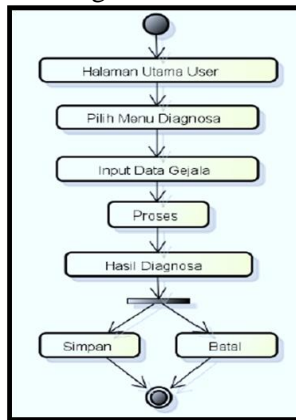 Halaman Utama User
Pilih Menu Diagnosa
Input Data Gejala
Proses
Hasil Diagnosa
Simpan
Batal